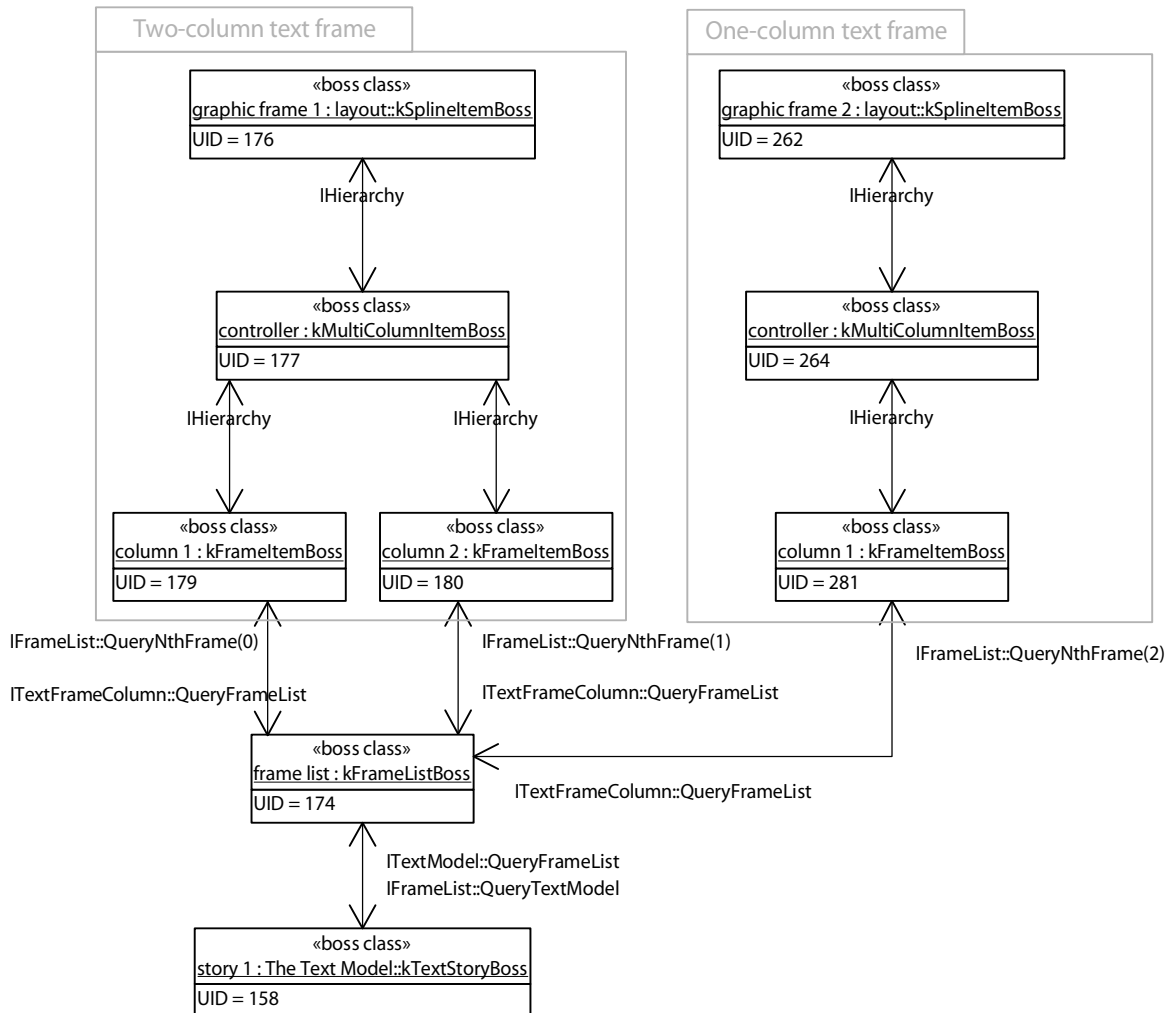 Two-column text frame
One-column text frame
«boss class»
graphic frame 1 : layout::kSplineItemBoss
UID = 176
«boss class»
graphic frame 2 : layout::kSplineItemBoss
UID = 262
IHierarchy
IHierarchy
«boss class»
controller : kMultiColumnItemBoss
UID = 177
«boss class»
controller : kMultiColumnItemBoss
UID = 264
IHierarchy
IHierarchy
IHierarchy
«boss class»
column 1 : kFrameItemBoss
UID = 179
«boss class»
column 2 : kFrameItemBoss
UID = 180
«boss class»
column 1 : kFrameItemBoss
UID = 281
IFrameList::QueryNthFrame(0)
IFrameList::QueryNthFrame(1)
IFrameList::QueryNthFrame(2)
ITextFrameColumn::QueryFrameList
ITextFrameColumn::QueryFrameList
«boss class»
frame list : kFrameListBoss
UID = 174
ITextFrameColumn::QueryFrameList
ITextModel::QueryFrameList
IFrameList::QueryTextModel
«boss class»
story 1 : The Text Model::kTextStoryBoss
UID = 158